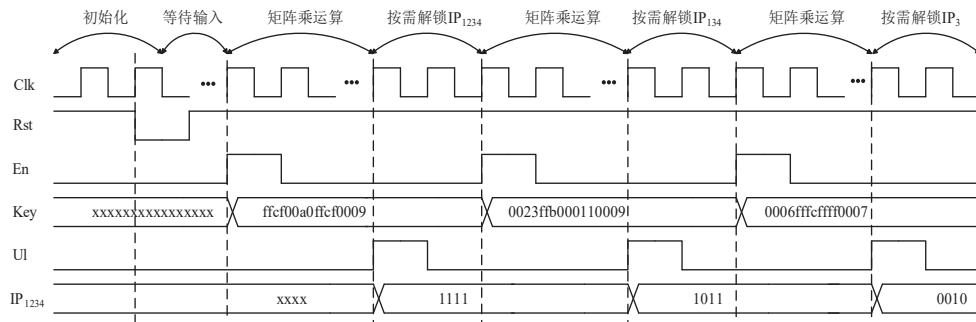 初始化 等待输入 矩阵乘运算 按需解锁IP1234 矩阵乘运算 按需解锁IP134 矩阵乘运算 按需解锁IP3
Clk ••• ••• ••• •••
Rst
En
Key xxxxxxxxxxxxxxxx ffcf00a0ffcf0009 0023ffb000110009 0006fffcffff0007
Ul
IP1234 xxxx 1111 1011 0010